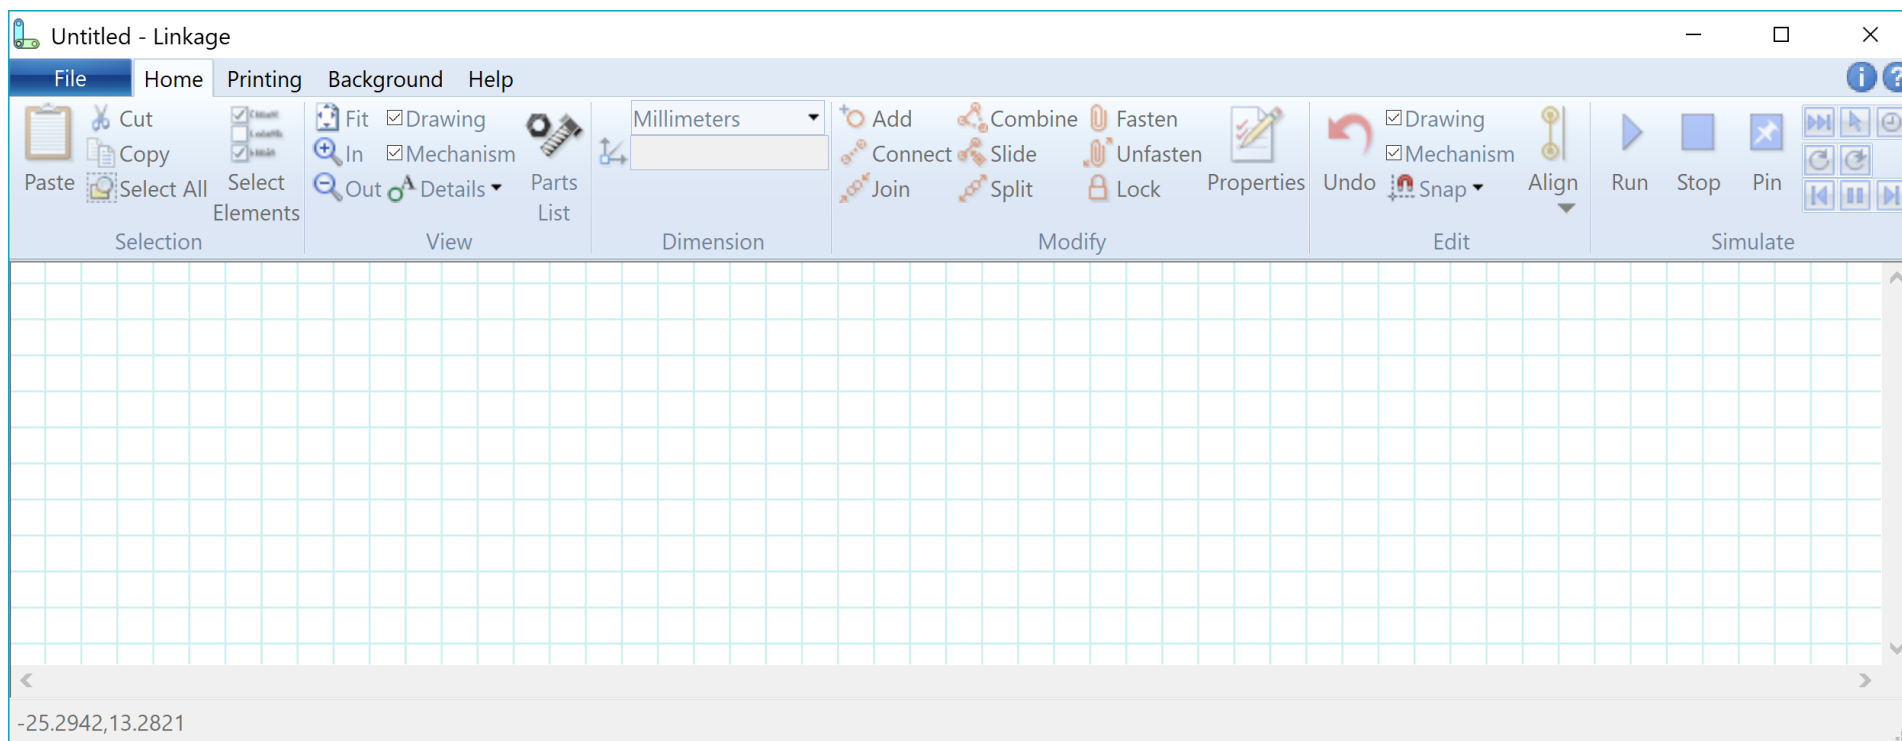 Untitled - Linkage
File Home Printing Background Help
Cut Fit Drawing Millimeters Add Combine Fasten Drawing
Copy In Mechanism Connect Slide Unfasten Mechanism
Paste Select All Select Out Details Parts Join Split Lock Properties Undo Snap Align Run Stop Pin
Elements List
Selection View Dimension Modify Edit Simulate
-25.2942,13.2821